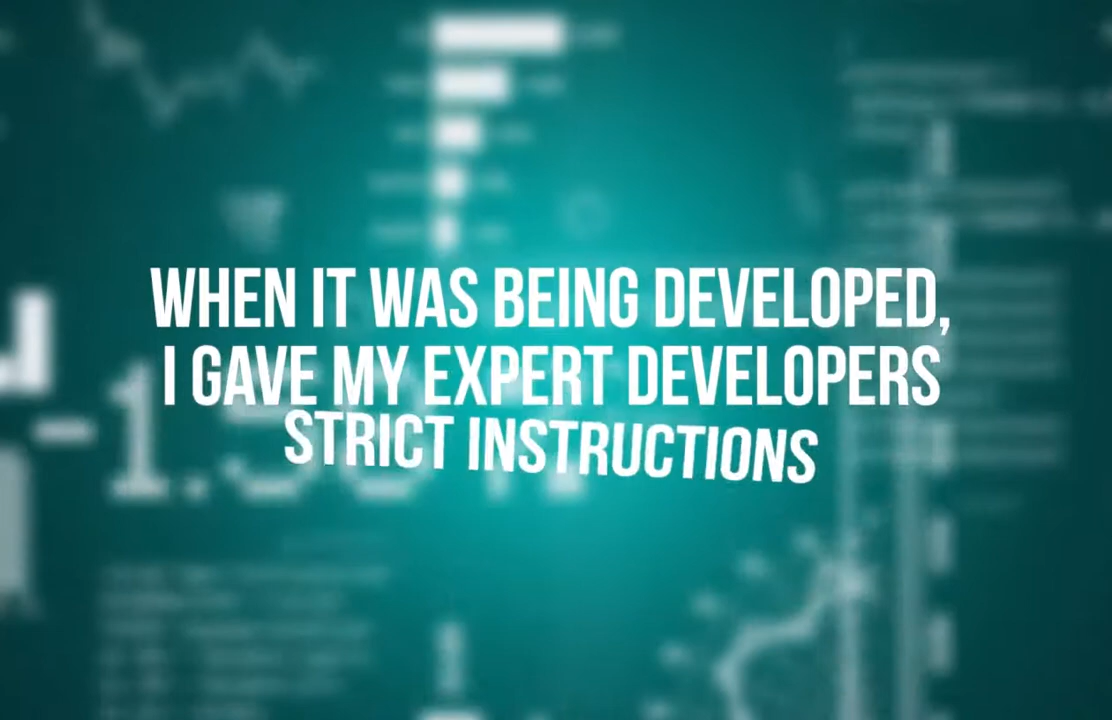 WHEN IT WAS BEING DEVELOPED,
I GAVE MY EXPERT DEVELOPERS
STRICT INSTRUCTIONS